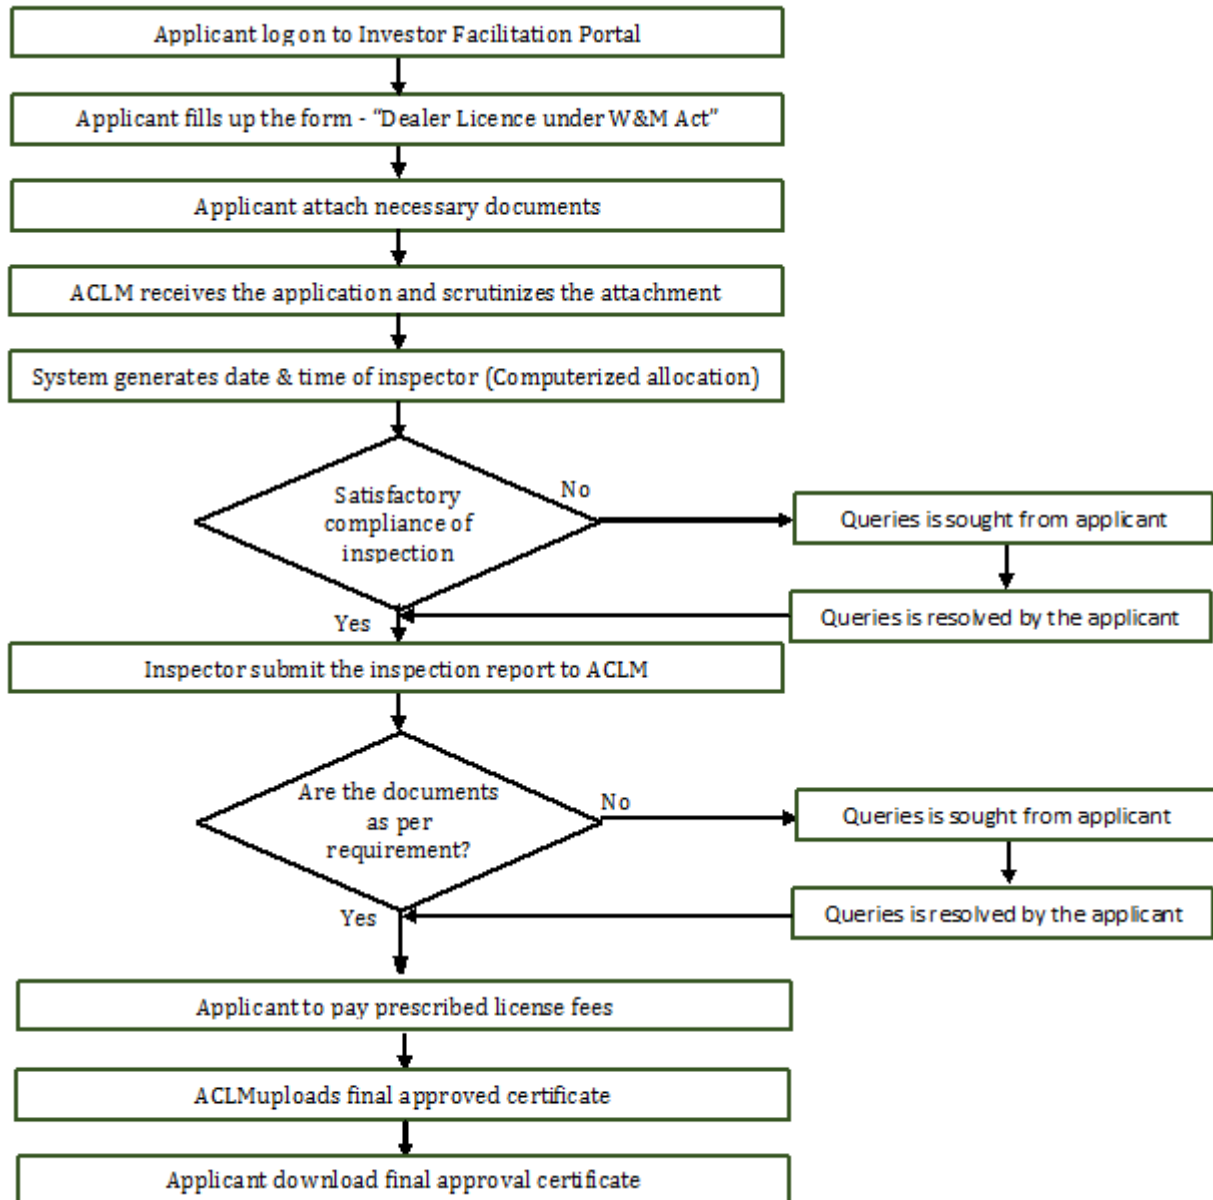 Applicant log on to Investor Facilitation Portal
Applicant fills up the form - “Dealer Licence under W&M Act”
Applicant attach necessary documents
ACLM receives the application and scrutinizes the attachment
System generates date & time of inspector (Computerized allocation)
Satisfactory
compliance of
inspection
No
Queries is sought from applicant
Queries is resolved by the applicant
Yes
Inspector submit the inspection report to ACLM
Are the documents
as per
requirement?
No
Queries is sought from applicant
Queries is resolved by the applicant
Yes
Applicant to pay prescribed license fees
ACLMuploads final approved certificate
Applicant download final approval certificate